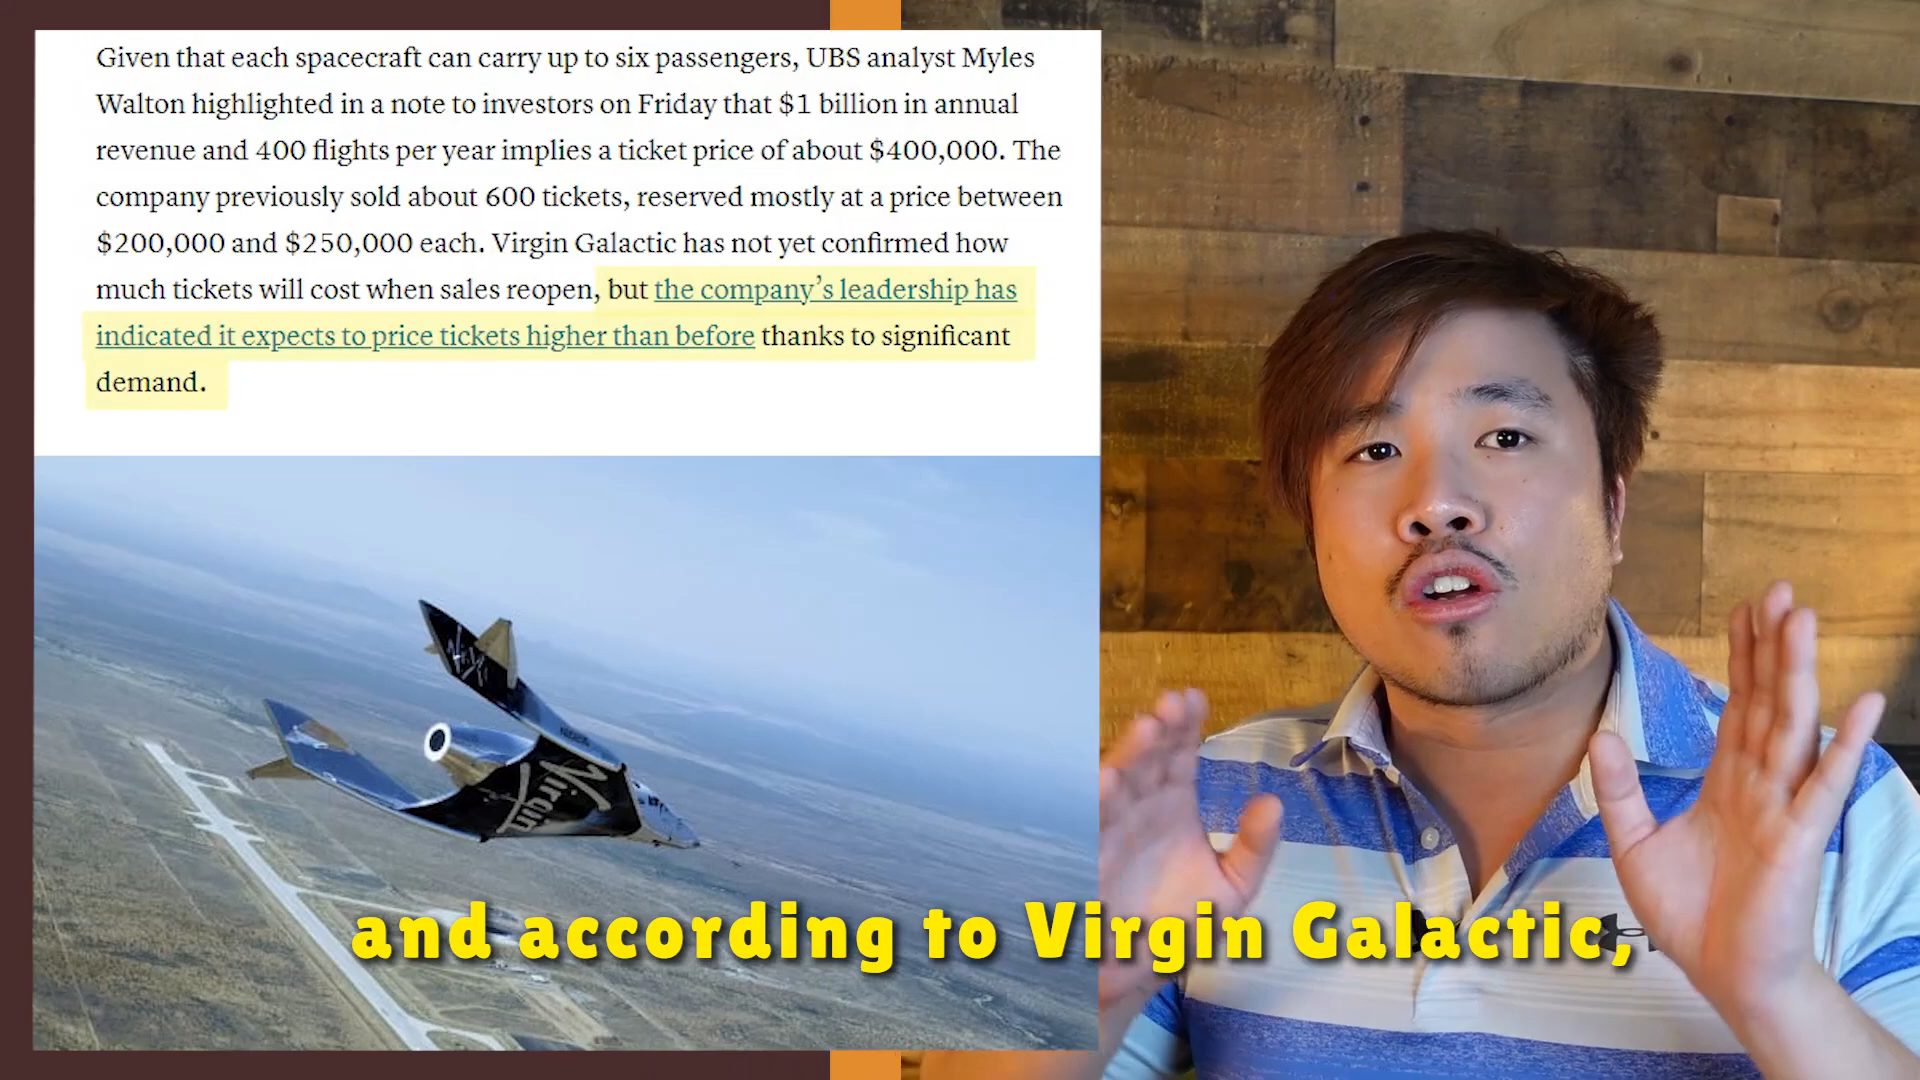 Given that each spacecraft can carry up to six passengers, UBS analyst Myles
Walton highlighted in a note to investors on Friday that $1 billion in annual
revenue and 400 flights per year implies a ticket price of about $400,000. The
company previously sold about 600 tickets, reserved mostly at a price between
$200,000 and $250,000 each. Virgin Galactic has not yet confirmed how
much tickets will cost when sales reopen, but the company’s leadership has
indicated it expects to price tickets higher than before thanks to significant
demand.
Virgin
and according to Virgin Galactic,